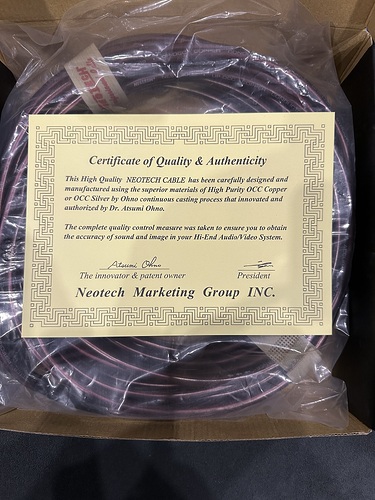 Certificate of Quality & Authenticity
This High Quality NEOTECH CABLE has been carefully designed and
manufactured using the superior materials of High Purity OCC Copper
or OCC Silver by Ohno continuous casting process that innovated and
authorized by Dr. Atsumi Ohno.
The complete quality control measure was taken to ensure you to obtain
the accuracy of sound and image in your Hi-End Audio/Video System.
Atsumi Ohno
The innovator & patent owner President
Neotech Marketing Group INC.